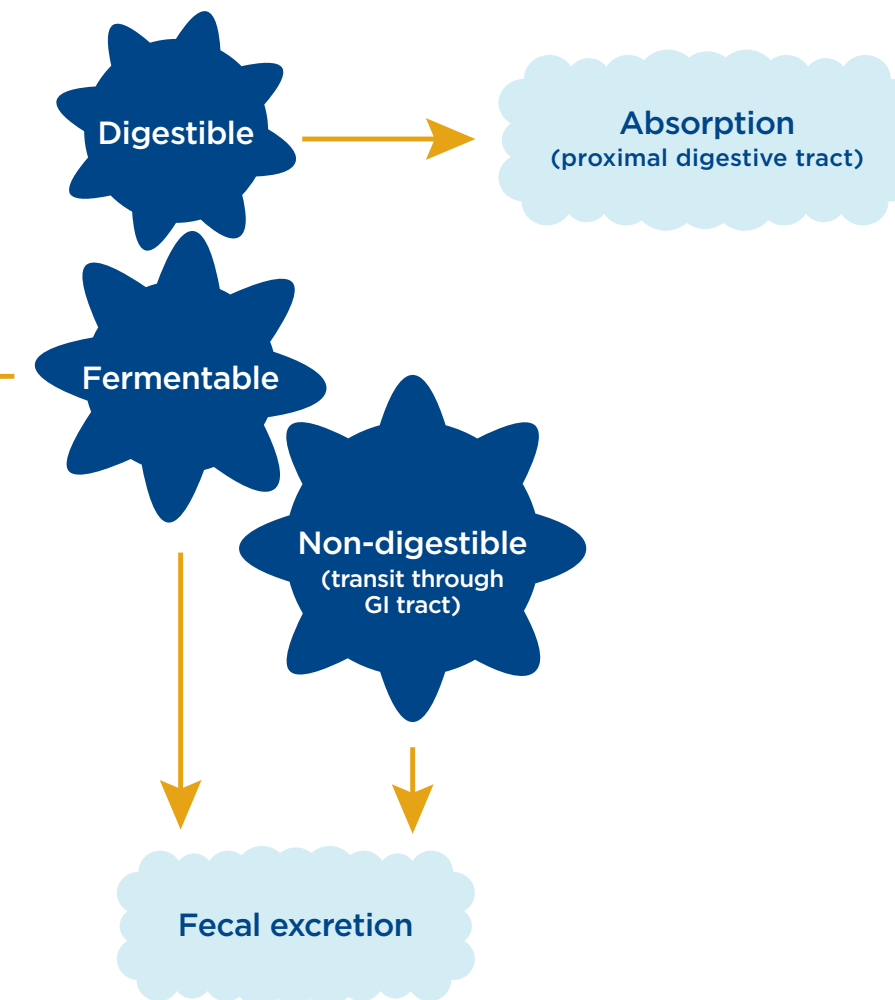 Digestible
Absorption
(proximal digestive tract)
Fermentable
Non-digestible
(transit through
GI tract)
Fecal excretion